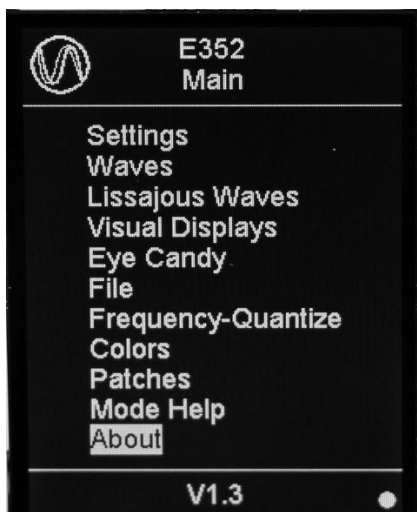 E352
Main
Settings
Waves
Lissajous Waves
Visual Displays
Eye Candy
File
Frequency-Quantize
Colors
Patches
Mode Help
About
V1.3